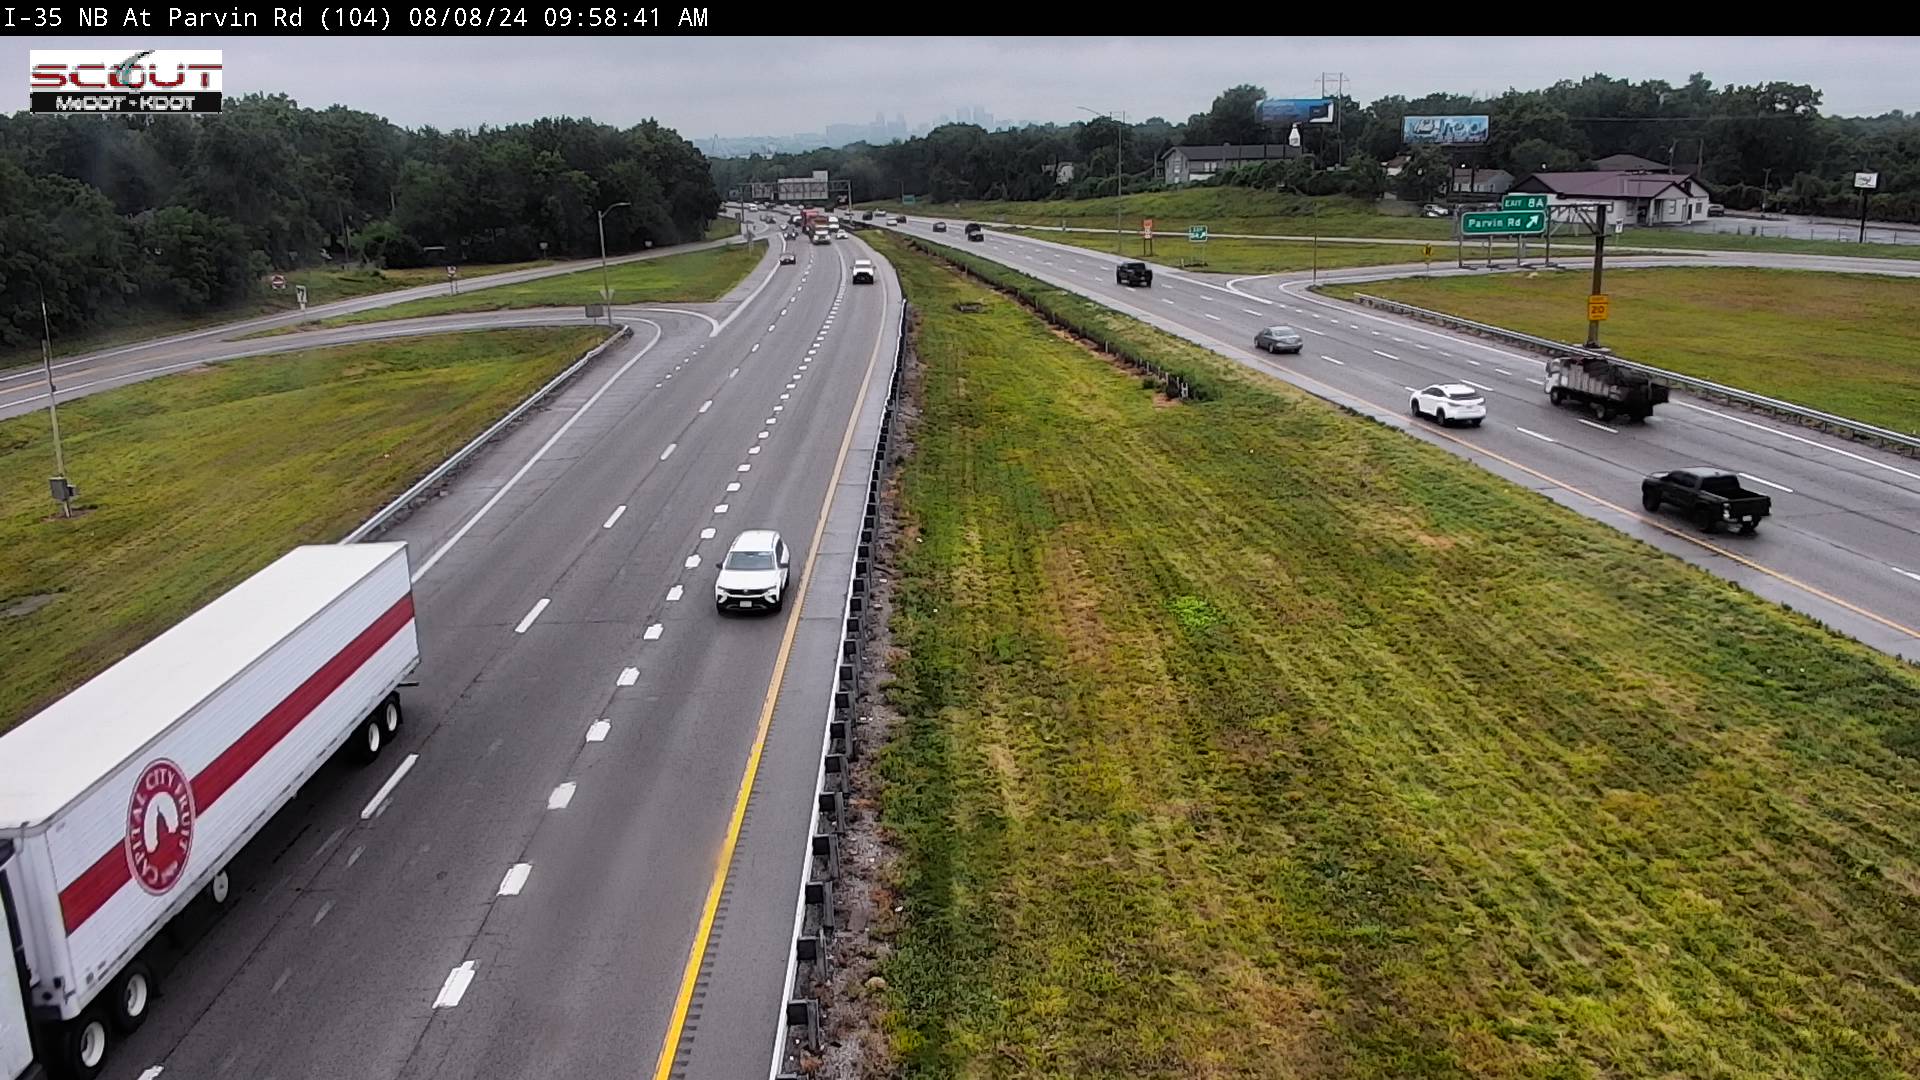 I-35 NB At Parvin Rd (104) 08/08/24 09:58:41 AM
SCOUT
MoDOT - KDOT
EXIT 8A
Parvin Rd
20
CAPITAL CITY FRUIT